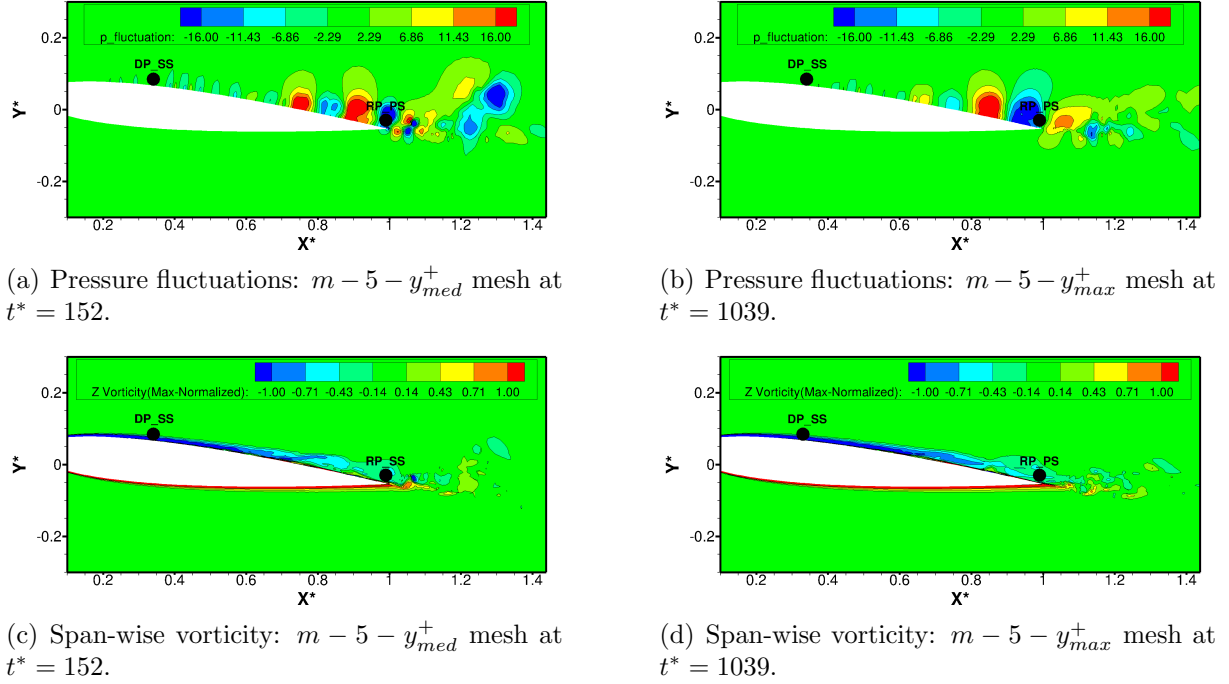 p_fluctuation: -16.00 -11.43 -6.86 -2.29 2.29 6.86 11.43 16.00
0.2
DP_SS
Y*
0
RP_PS
-0.2
0.2 0.4 0.6 0.8 1 1.2 1.4
X*
(a) Pressure fluctuations: m − 5 − y⁺_med mesh at
t* = 152.
p_fluctuation: -16.00 -11.43 -6.86 -2.29 2.29 6.86 11.43 16.00
0.2
DP_SS
Y*
0
RP_PS
-0.2
0.2 0.4 0.6 0.8 1 1.2 1.4
X*
(b) Pressure fluctuations: m − 5 − y⁺_max mesh at
t* = 1039.
Z Vorticity(Max-Normalized): -1.00 -0.71 -0.43 -0.14 0.14 0.43 0.71 1.00
0.2
DP_SS
Y*
0
RP_SS
-0.2
0.2 0.4 0.6 0.8 1 1.2 1.4
X*
(c) Span-wise vorticity: m − 5 − y⁺_med mesh at
t* = 152.
Z Vorticity(Max-Normalized): -1.00 -0.71 -0.43 -0.14 0.14 0.43 0.71 1.00
0.2
DP_SS
Y*
0
RP_PS
-0.2
0.2 0.4 0.6 0.8 1 1.2 1.4
X*
(d) Span-wise vorticity: m − 5 − y⁺_max mesh at
t* = 1039.